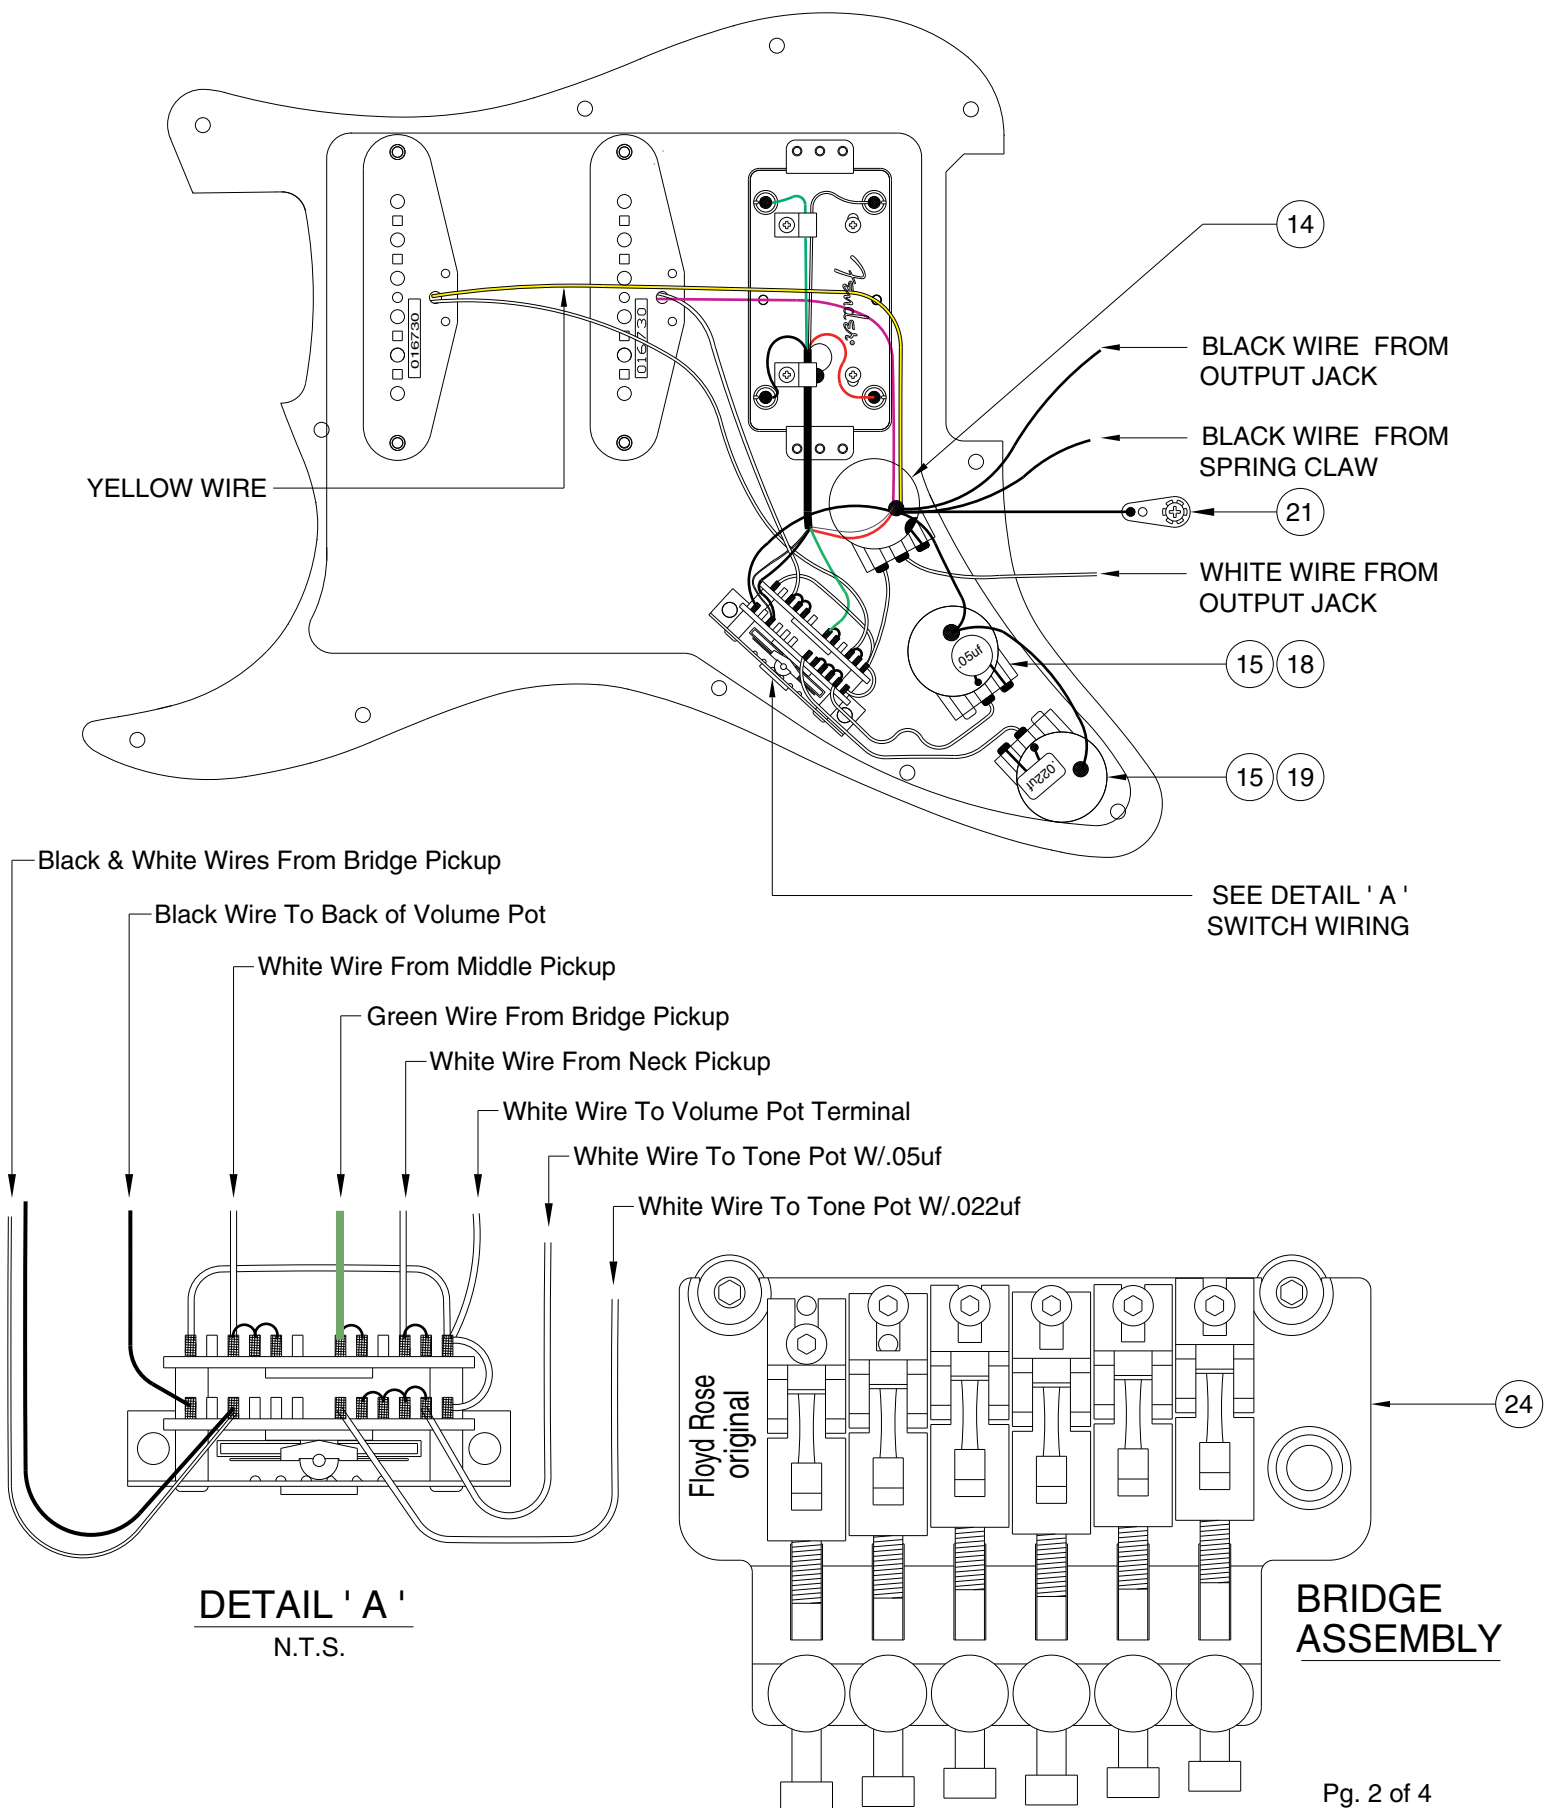 Fender.
016730
016730
14
BLACK WIRE FROM
OUTPUT JACK
BLACK WIRE FROM
SPRING CLAW
21
YELLOW WIRE
WHITE WIRE FROM
OUTPUT JACK
.05uf
15 18
.022uf
15 19
SEE DETAIL ' A '
SWITCH WIRING
Black & White Wires From Bridge Pickup
Black Wire To Back of Volume Pot
White Wire From Middle Pickup
Green Wire From Bridge Pickup
White Wire From Neck Pickup
White Wire To Volume Pot Terminal
White Wire To Tone Pot W/.05uf
White Wire To Tone Pot W/.022uf
DETAIL ' A '
N.T.S.
Floyd Rose
original
24
BRIDGE
ASSEMBLY
Pg. 2 of 4